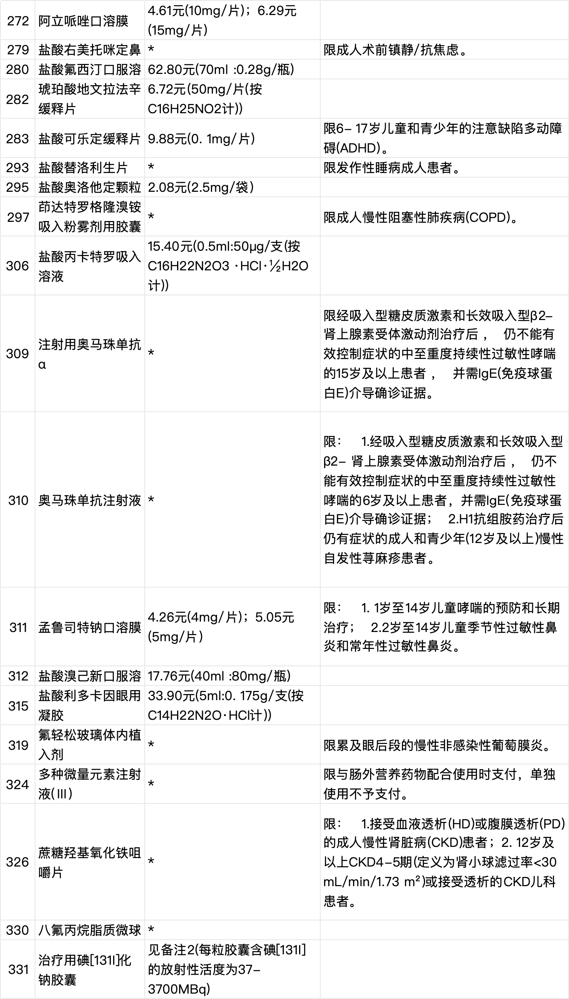 272
阿立哌唑口溶膜
4.61元(10mg/片)；6.29元
(15mg/片)
279
盐酸右美托咪定鼻
*
限成人术前镇静/抗焦虑。
280
盐酸氟西汀口服溶
62.80元(70ml :0.28g/瓶)
282
琥珀酸地文拉法辛
缓释片
6.72元(50mg/片(按
C16H25NO2计))
283
盐酸可乐定缓释片
9.88元(0. 1mg/片)
限6– 17岁儿童和青少年的注意缺陷多动障
碍(ADHD)。
293
盐酸替洛利生片
*
限发作性睡病成人患者。
295
盐酸奥洛他定颗粒
2.08元(2.5mg/袋)
297
茚达特罗格隆溴铵
吸入粉雾剂用胶囊
*
限成人慢性阻塞性肺疾病(COPD)。
306
盐酸丙卡特罗吸入
溶液
15.40元(0.5ml:50μg/支(按
C16H22N2O3 ·HCl·½H2O
计))
309
注射用奥马珠单抗
α
*
限经吸入型糖皮质激素和长效吸入型β2–
肾上腺素受体激动剂治疗后， 仍不能有
效控制症状的中至重度持续性过敏性哮喘
的15岁及以上患者， 并需IgE(免疫球蛋
白E)介导确诊证据。
310
奥马珠单抗注射液
*
限： 1.经吸入型糖皮质激素和长效吸入型
β2– 肾上腺素受体激动剂治疗后， 仍不
能有效控制症状的中至重度持续性过敏性
哮喘的6岁及以上患者，并需IgE(免疫球蛋
白E)介导确诊证据； 2.H1抗组胺药治疗后
仍有症状的成人和青少年(12岁及以上)慢性
自发性荨麻疹患者。
311
孟鲁司特钠口溶膜
4.26元(4mg/片)；5.05元
(5mg/片)
限： 1. 1岁至14岁儿童哮喘的预防和长期
治疗； 2.2岁至14岁儿童季节性过敏性鼻
炎和常年性过敏性鼻炎。
312
盐酸溴己新口服溶
17.76元(40ml :80mg/瓶)
315
盐酸利多卡因眼用
凝胶
33.90元(5ml:0. 175g/支(按
C14H22N2O·HCl计))
319
氟轻松玻璃体内植
入剂
*
限累及眼后段的慢性非感染性葡萄膜炎。
324
多种微量元素注射
液(Ⅲ)
*
限与肠外营养药物配合使用时支付，单独
使用不予支付。
326
蔗糖羟基氧化铁咀
嚼片
*
限： 1.接受血液透析(HD)或腹膜透析(PD)
的成人慢性肾脏病(CKD)患者；2. 12岁及
以上CKD4–5期(定义为肾小球滤过率<30
mL/min/1.73 m²)或接受透析的CKD儿科
患者。
330
八氟丙烷脂质微球
*
331
治疗用碘[131I]化
钠胶囊
见备注2(每粒胶囊含碘[131I]
的放射性活度为37–
3700MBq)